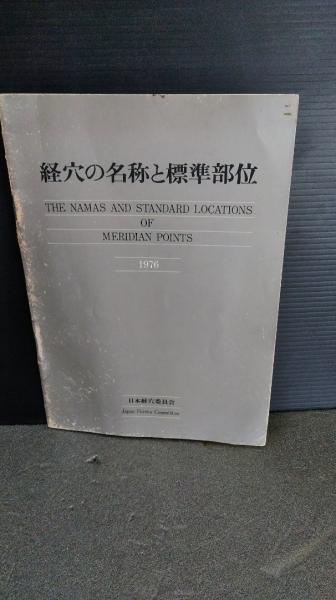 経穴の名称と標準部位
THE NAMAS AND STANDARD LOCATIONS
OF
MERIDIAN POINTS
1976
日本経穴委員会
Japan Committee